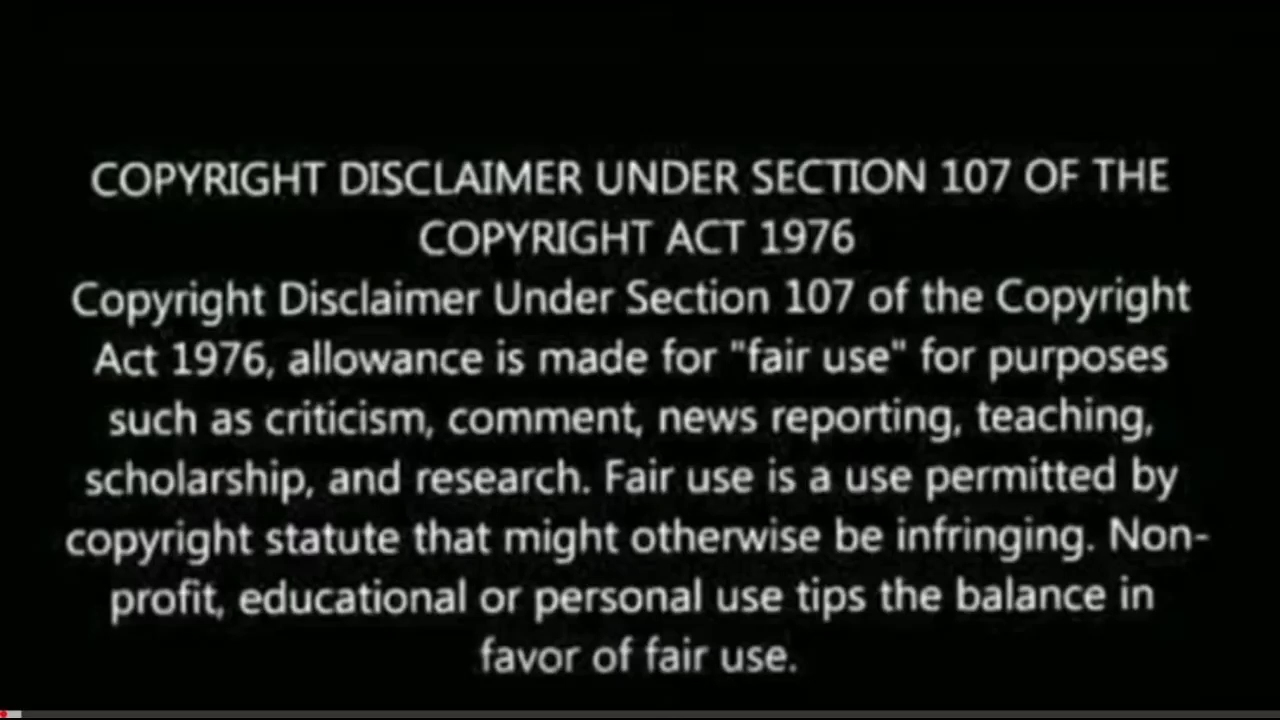 COPYRIGHT DISCLAIMER UNDER SECTION 107 OF THE
COPYRIGHT ACT 1976
Copyright Disclaimer Under Section 107 of the Copyright
Act 1976, allowance is made for "fair use" for purposes
such as criticism, comment, news reporting, teaching,
scholarship, and research. Fair use is a use permitted by
copyright statute that might otherwise be infringing. Non-
profit, educational or personal use tips the balance in
favor of fair use.